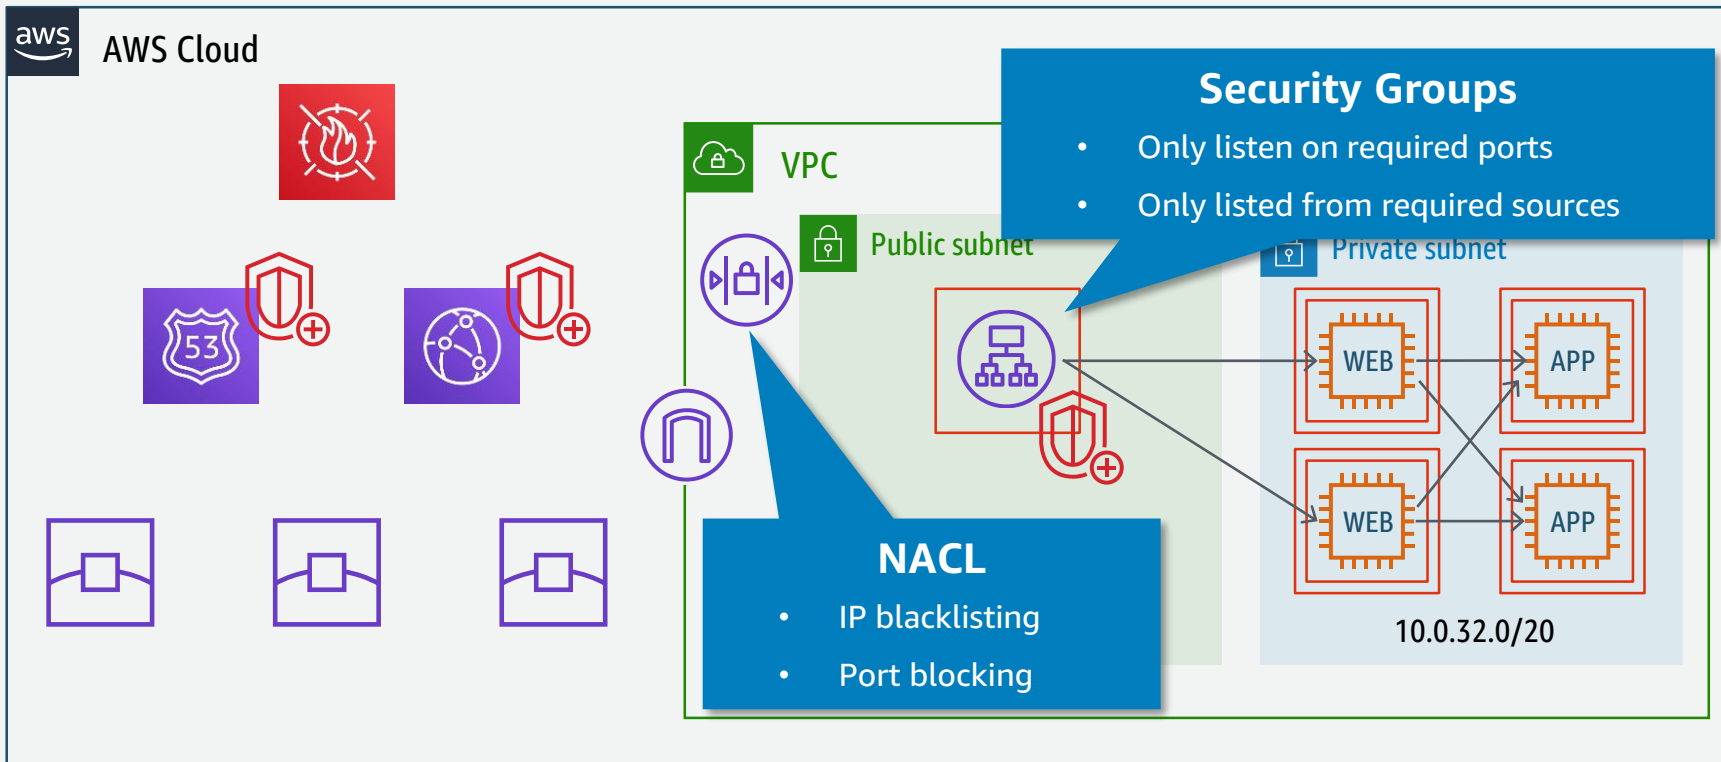 aws
AWS Cloud
Security Groups
• Only listen on required ports
• Only listed from required sources
VPC
Public subnet
Private subnet
53
WEB
APP
WEB
APP
10.0.32.0/20
NACL
• IP blacklisting
• Port blocking